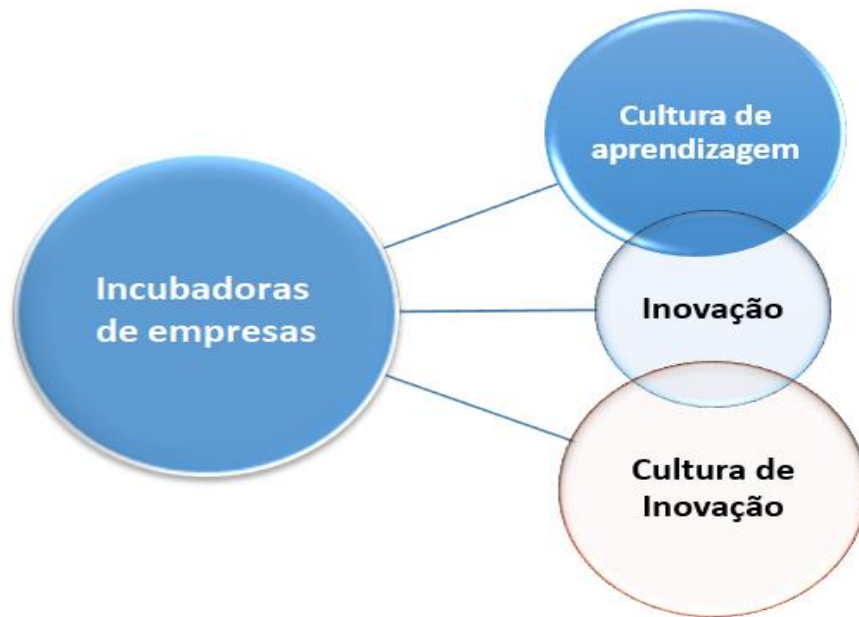 Cultura de
aprendizagem
Incubadoras
de empresas
Inovação
Cultura de
Inovação